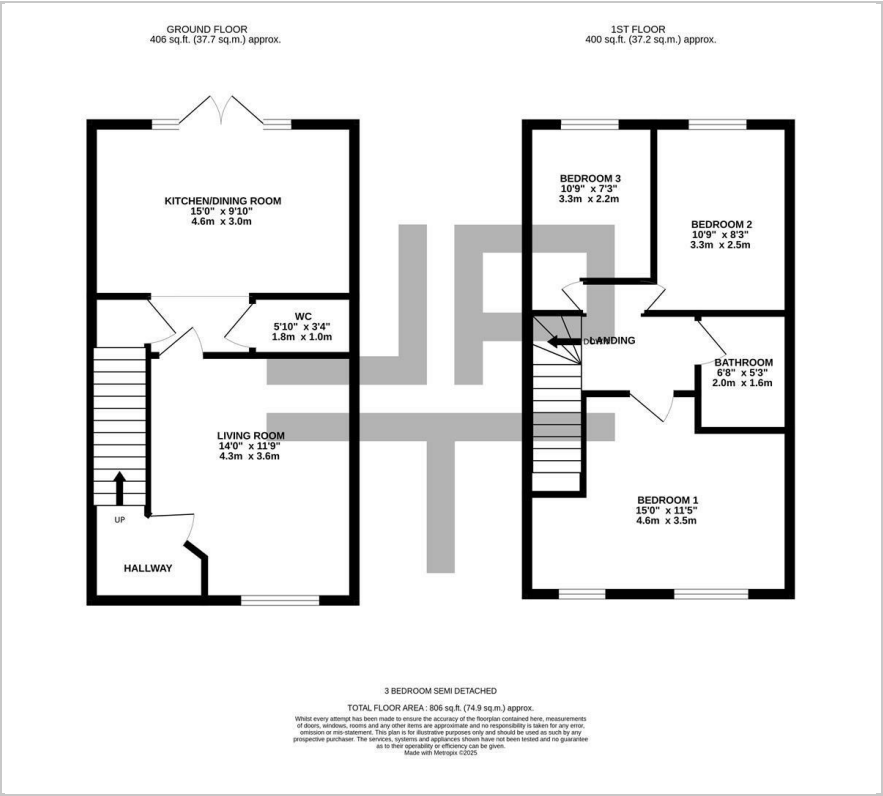 GROUND FLOOR
406 sq.ft. (37.7 sq.m.) approx.
1ST FLOOR
400 sq.ft. (37.2 sq.m.) approx.
KITCHEN/DINING ROOM
15'0" x 9'10"
4.6m x 3.0m
WC
5'10" x 3'4"
1.8m x 1.0m
LIVING ROOM
14'0" x 11'9"
4.3m x 3.6m
UP
HALLWAY
BEDROOM 3
10'9" x 7'3"
3.3m x 2.2m
BEDROOM 2
10'9" x 8'3"
3.3m x 2.5m
DOWN
LANDING
BATHROOM
6'8" x 5'3"
2.0m x 1.6m
BEDROOM 1
15'0" x 11'5"
4.6m x 3.5m
3 BEDROOM SEMI DETACHED
TOTAL FLOOR AREA : 806 sq.ft. (74.9 sq.m.) approx.
Whilst every attempt has been made to ensure the accuracy of the floorplan contained here, measurements
of doors, windows, rooms and any other items are approximate and no responsibility is taken for any error,
omission or mis-statement. This plan is for illustrative purposes only and should be used as such by any
prospective purchaser. The services, systems and appliances shown have not been tested and no guarantee
as to their operability or efficiency can be given.
Made with Metropix ©2025